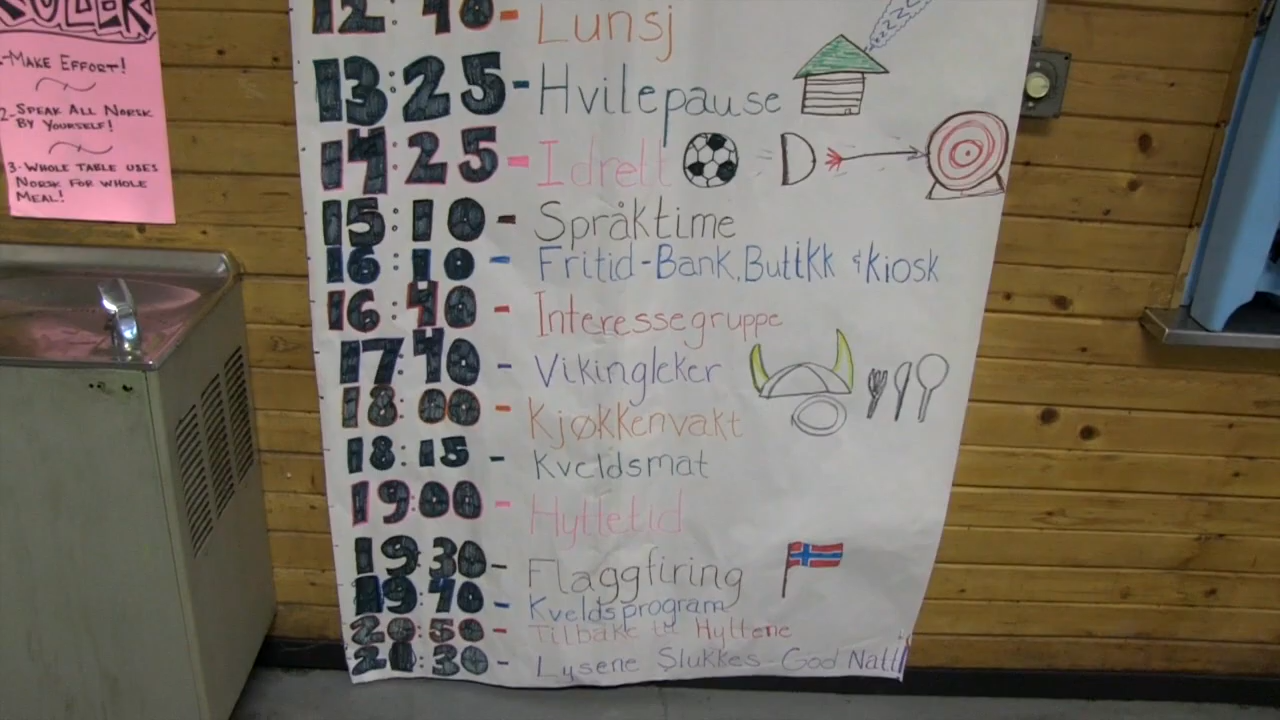 RULER
1-MAKE EFFORT!
2-SPEAK ALL NORSK
BY YOURSELF!
3-WHOLE TABLE USES
NORSK FOR WHOLE
MEAL!
12:40- Lunsj
13:25- Hvilepause
14:25- Idrett
15:10- Språktime
16:10- Fritid-Bank, Butikk & Kiosk
16:40- Interessegruppe
17:40- Vikingleker
18:00- Kjøkkenvakt
18:15- Kveldsmat
19:00- Hyttetid
19:30- Flaggfiring
19:40- Kveldsprogram
20:50- Tilbake til Hyttene
21:30- Lysene Slukkes-God Natt!